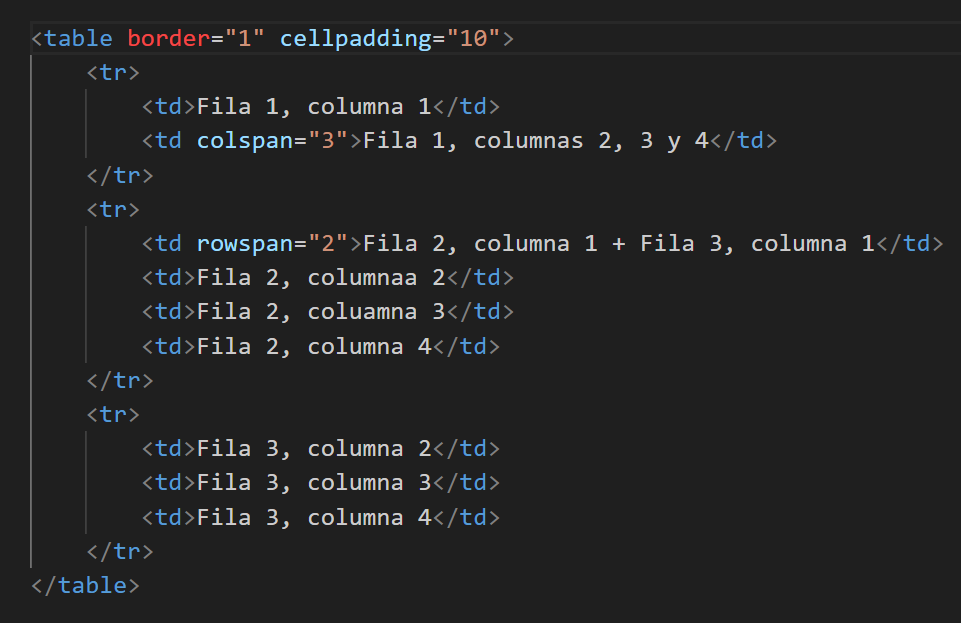 <table border="1" cellpadding="10">
<tr>
<td>Fila 1, columna 1</td>
<td colspan="3">Fila 1, columnas 2, 3 y 4</td>
</tr>
<tr>
<td rowspan="2">Fila 2, columna 1 + Fila 3, columna 1</td>
<td>Fila 2, columnaa 2</td>
<td>Fila 2, coluamna 3</td>
<td>Fila 2, columna 4</td>
</tr>
<tr>
<td>Fila 3, columna 2</td>
<td>Fila 3, columna 3</td>
<td>Fila 3, columna 4</td>
</tr>
</table>